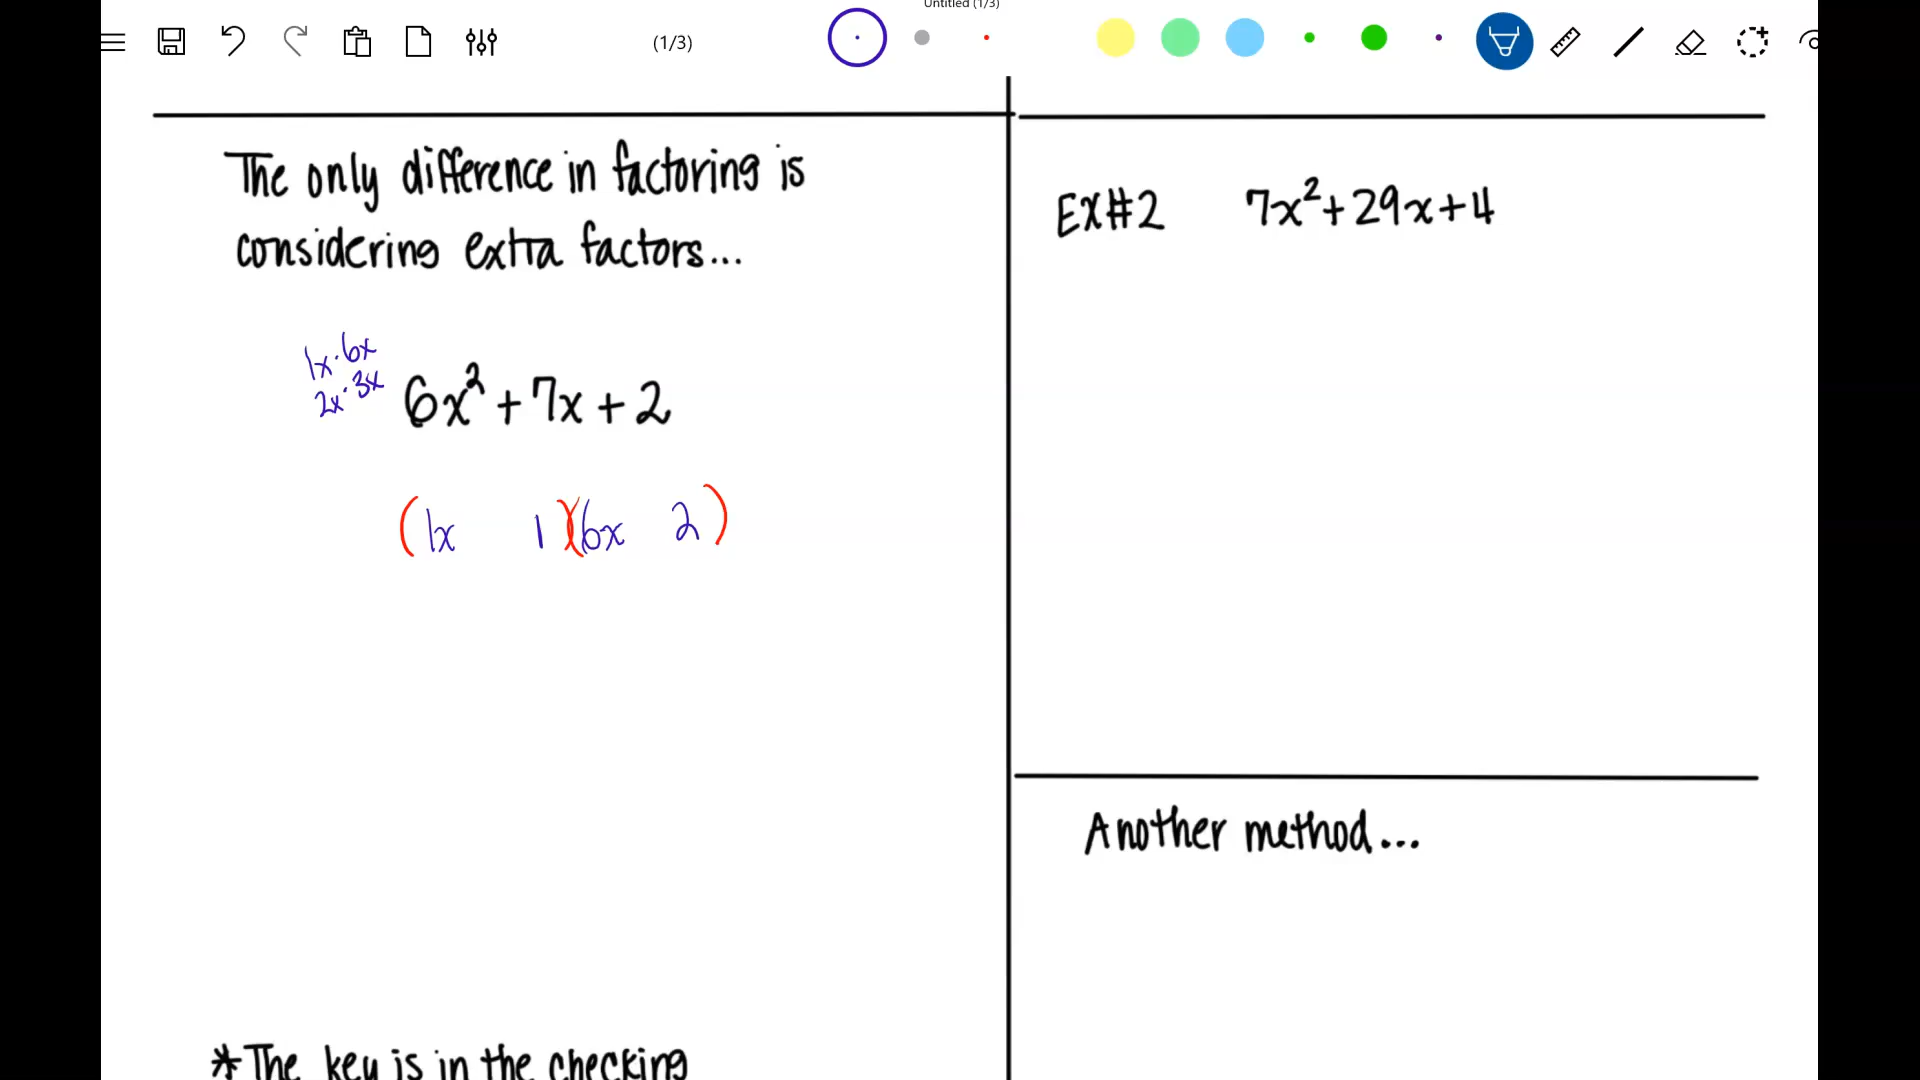 Untitled (1/3)
(1/3)
The only difference in factoring is
considering extra factors...
1x · 6x
2x · 3x
6x² + 7x + 2
(1x 1)(6x 2)
*The key is in the checking
EX#2 7x² + 29x + 4
Another method...